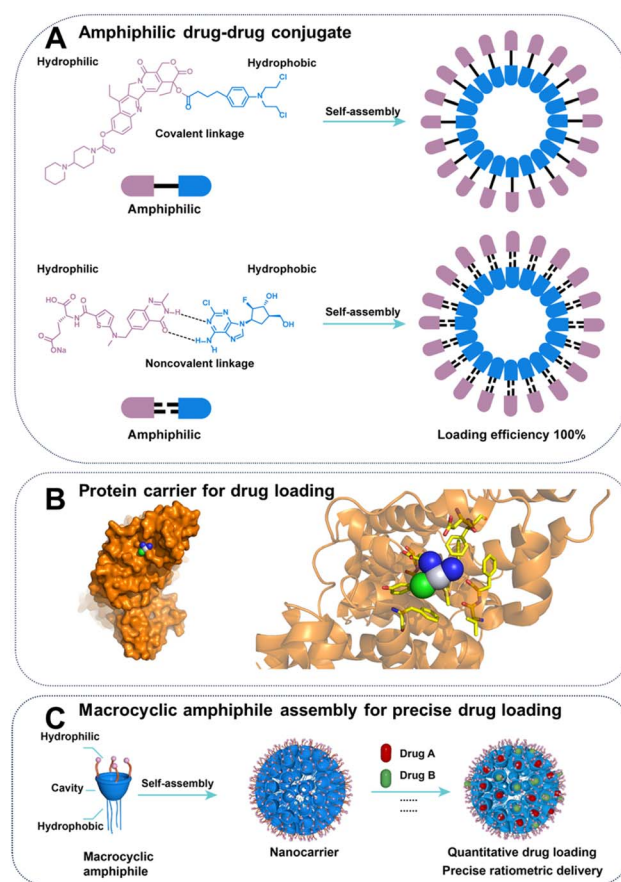 A Amphiphilic drug-drug conjugate
Hydrophilic Hydrophobic
Covalent linkage
Amphiphilic
Self-assembly
Hydrophilic Hydrophobic
Noncovalent linkage
Amphiphilic
Self-assembly
Loading efficiency 100%
B Protein carrier for drug loading
C Macrocyclic amphiphile assembly for precise drug loading
Hydrophilic
Cavity
Hydrophobic
Macrocyclic
amphiphile
Self-assembly
Nanocarrier
Drug A
Drug B
......
......
Quantitative drug loading
Precise ratiometric delivery